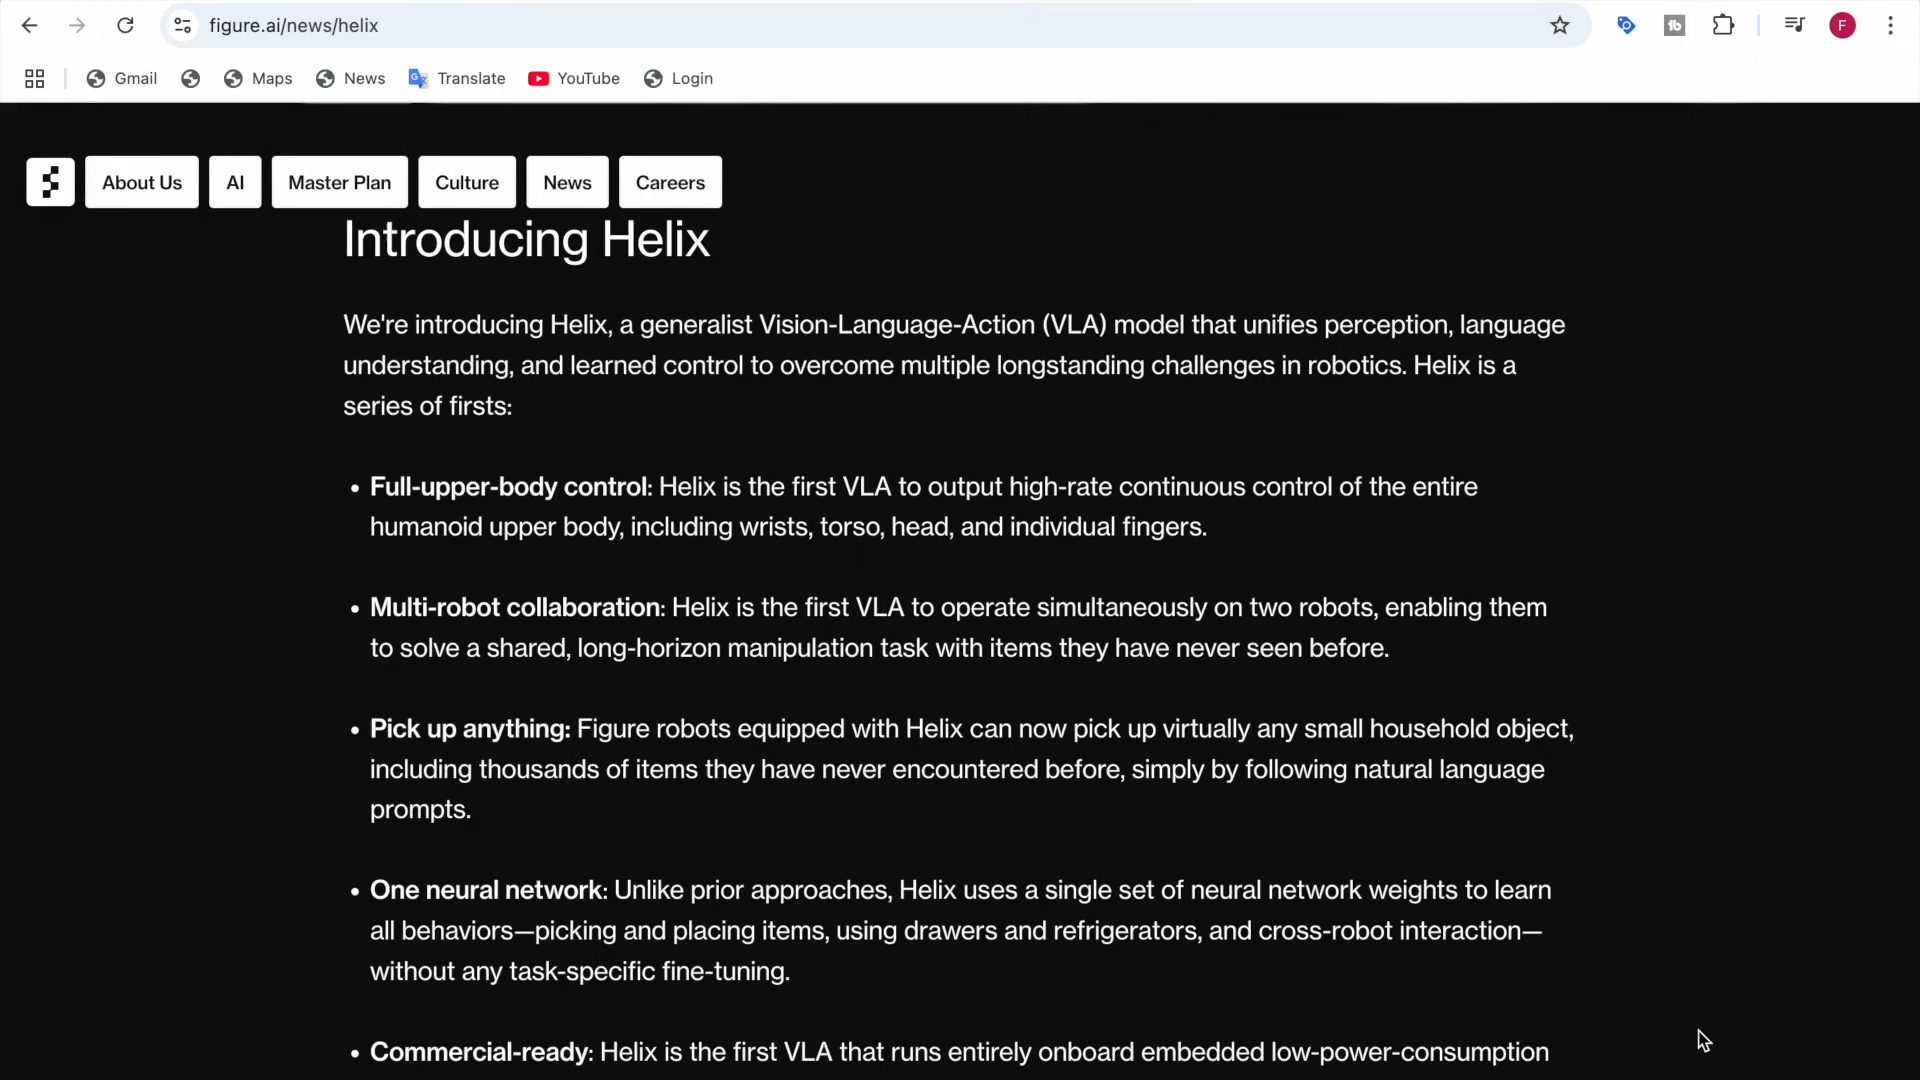 figure.ai/news/helix
F
Gmail
Maps
News
Translate
YouTube
Login
About Us
AI
Master Plan
Culture
News
Careers
Introducing Helix
We're introducing Helix, a generalist Vision-Language-Action (VLA) model that unifies perception, language
understanding, and learned control to overcome multiple longstanding challenges in robotics. Helix is a
series of firsts:
• Full-upper-body control: Helix is the first VLA to output high-rate continuous control of the entire
humanoid upper body, including wrists, torso, head, and individual fingers.
• Multi-robot collaboration: Helix is the first VLA to operate simultaneously on two robots, enabling them
to solve a shared, long-horizon manipulation task with items they have never seen before.
• Pick up anything: Figure robots equipped with Helix can now pick up virtually any small household object,
including thousands of items they have never encountered before, simply by following natural language
prompts.
• One neural network: Unlike prior approaches, Helix uses a single set of neural network weights to learn
all behaviors—picking and placing items, using drawers and refrigerators, and cross-robot interaction—
without any task-specific fine-tuning.
• Commercial-ready: Helix is the first VLA that runs entirely onboard embedded low-power-consumption